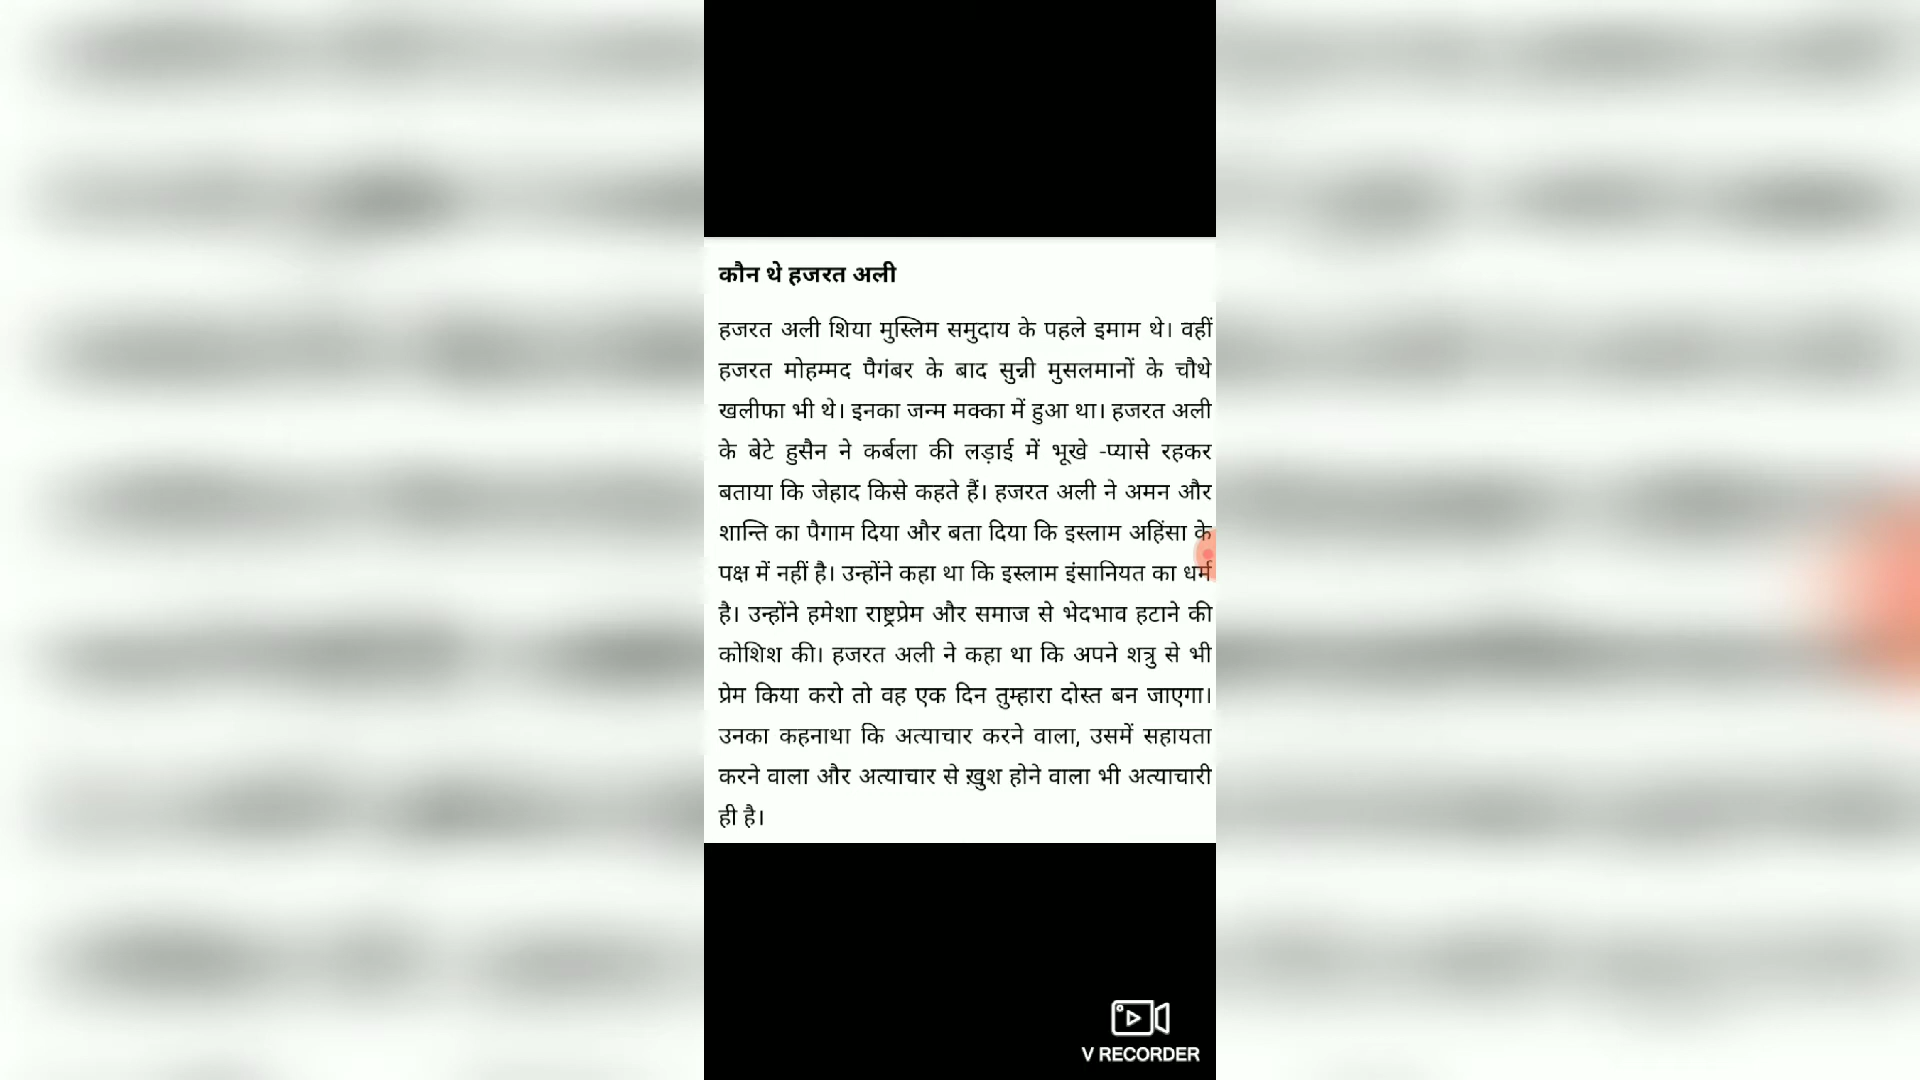 कौन थे हजरत अली
हजरत अली शिया मुस्लिम समुदाय के पहले इमाम थे। वहीं
हजरत मोहम्मद पैगंबर के बाद सुन्नी मुसलमानों के चौथे
खलीफा भी थे। इनका जन्म मक्का में हुआ था। हजरत अली
के बेटे हुसैन ने कर्बला की लड़ाई में भूखे -प्यासे रहकर
बताया कि जेहाद किसे कहते हैं। हजरत अली ने अमन और
शान्ति का पैगाम दिया और बता दिया कि इस्लाम अहिंसा के
पक्ष में नहीं है। उन्होंने कहा था कि इस्लाम इंसानियत का धर्म
है। उन्होंने हमेशा राष्ट्रप्रेम और समाज से भेदभाव हटाने की
कोशिश की। हजरत अली ने कहा था कि अपने शत्रु से भी
प्रेम किया करो तो वह एक दिन तुम्हारा दोस्त बन जाएगा।
उनका कहनाथा कि अत्याचार करने वाला, उसमें सहायता
करने वाला और अत्याचार से ख़ुश होने वाला भी अत्याचारी
ही है।
V RECORDER